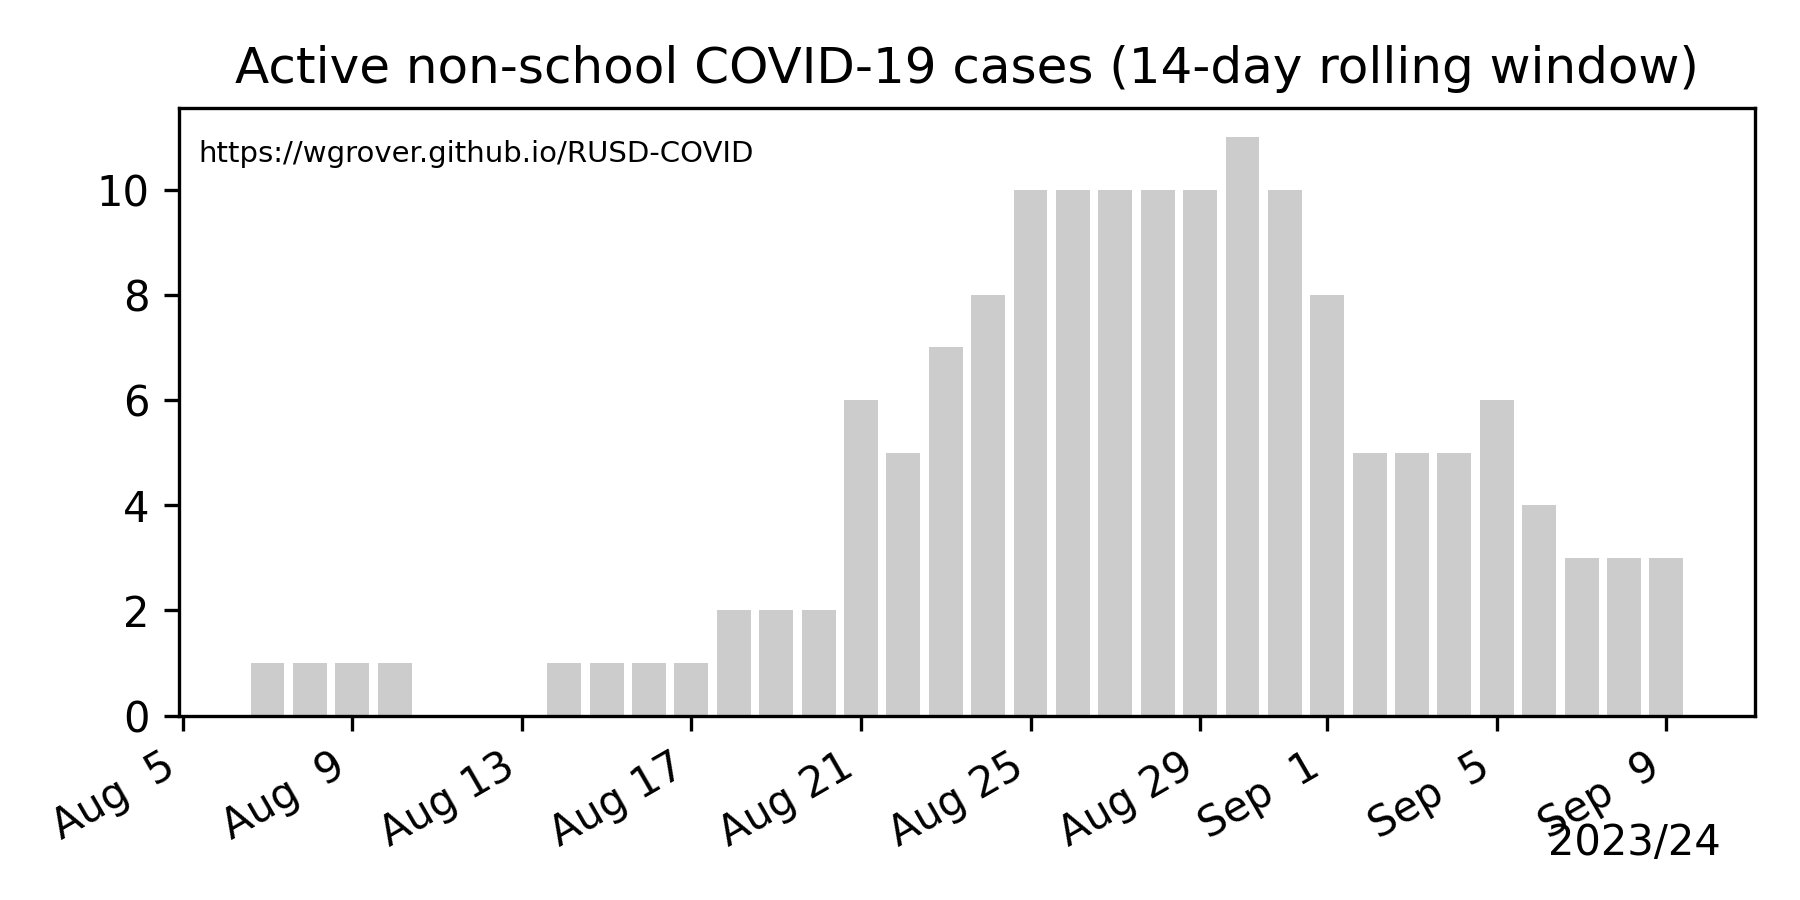 Active non-school COVID-19 cases (14-day rolling window)
https://wgrover.github.io/RUSD-COVID
10
8
6
4
2
0
Aug 5
Aug 9
Aug 13
Aug 17
Aug 21
Aug 25
Aug 29
Sep 1
Sep 5
Sep 9
2023/24